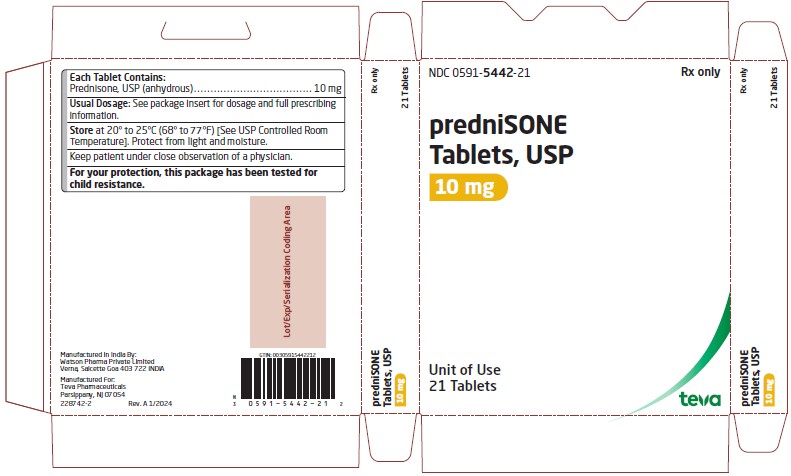 Each Tablet Contains:
Prednisone, USP (anhydrous)..................................10 mg
Usual Dosage: See package insert for dosage and full prescribing
information.
Store at 20° to 25°C (68° to 77°F) [See USP Controlled Room
Temperature]. Protect from light and moisture.
Keep patient under close observation of a physician.
For your protection, this package has been tested for
child resistance.
Lot/Exp/Serialization Coding Area
Manufactured In India By:
Watson Pharma Private Limited
Verna, Salcette Goa 403 722 INDIA
Manufactured For:
Teva Pharmaceuticals
Parsippany, NJ 07054
228742-2 Rev. A 1/2024
GTIN: 00305915442212
N
3 0591-5442-21 2
Rx only
21 Tablets
predniSONE
Tablets, USP
10 mg
NDC 0591-5442-21
Rx only
predniSONE
Tablets, USP
10 mg
Unit of Use
21 Tablets
teva
Rx only
21 Tablets
predniSONE
Tablets, USP
10 mg